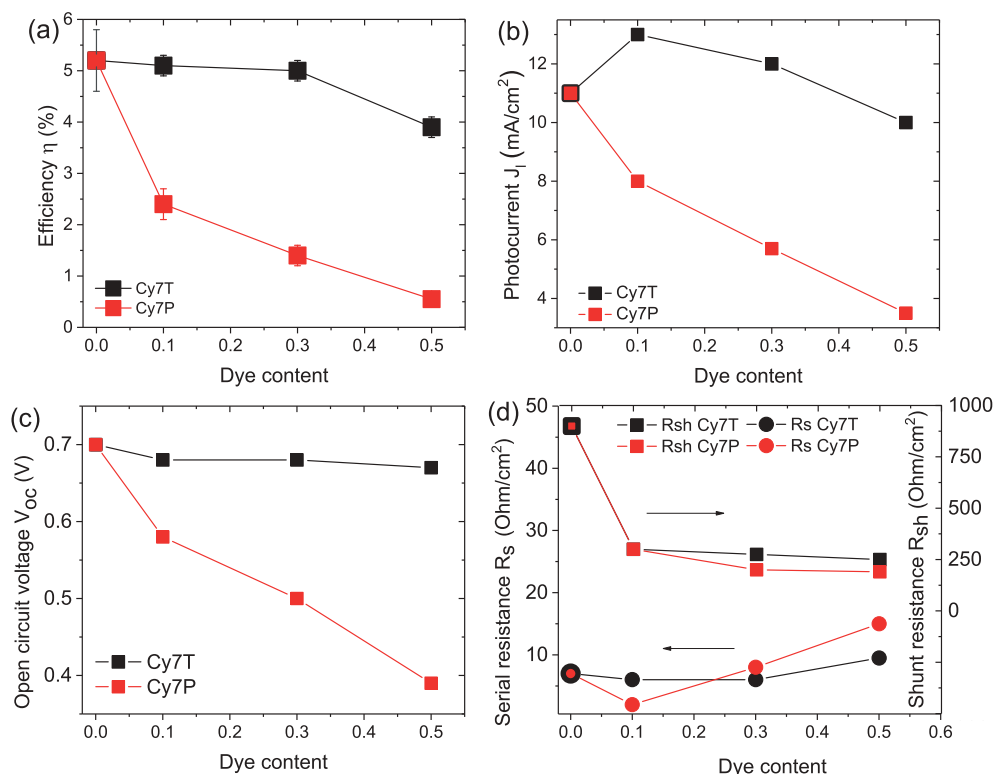 (a)
6
5
4
3
2
1
0
Efficiency η (%)
Cy7T
Cy7P
0.0 0.1 0.2 0.3 0.4 0.5
Dye content
(b)
12
10
8
6
4
Photocurrent J_l (mA/cm²)
Cy7T
Cy7P
0.0 0.1 0.2 0.3 0.4 0.5
Dye content
(c)
0.7
0.6
0.5
0.4
Open circuit voltage V_OC (V)
Cy7T
Cy7P
0.0 0.1 0.2 0.3 0.4 0.5
Dye content
(d)
50
40
30
20
10
Serial resistance R_S (Ohm/cm²)
Rsh Cy7T Rs Cy7T
Rsh Cy7P Rs Cy7P
1000
750
500
250
0
Shunt resistance R_sh (Ohm/cm²)
0.0 0.1 0.2 0.3 0.4 0.5 0.6
Dye content